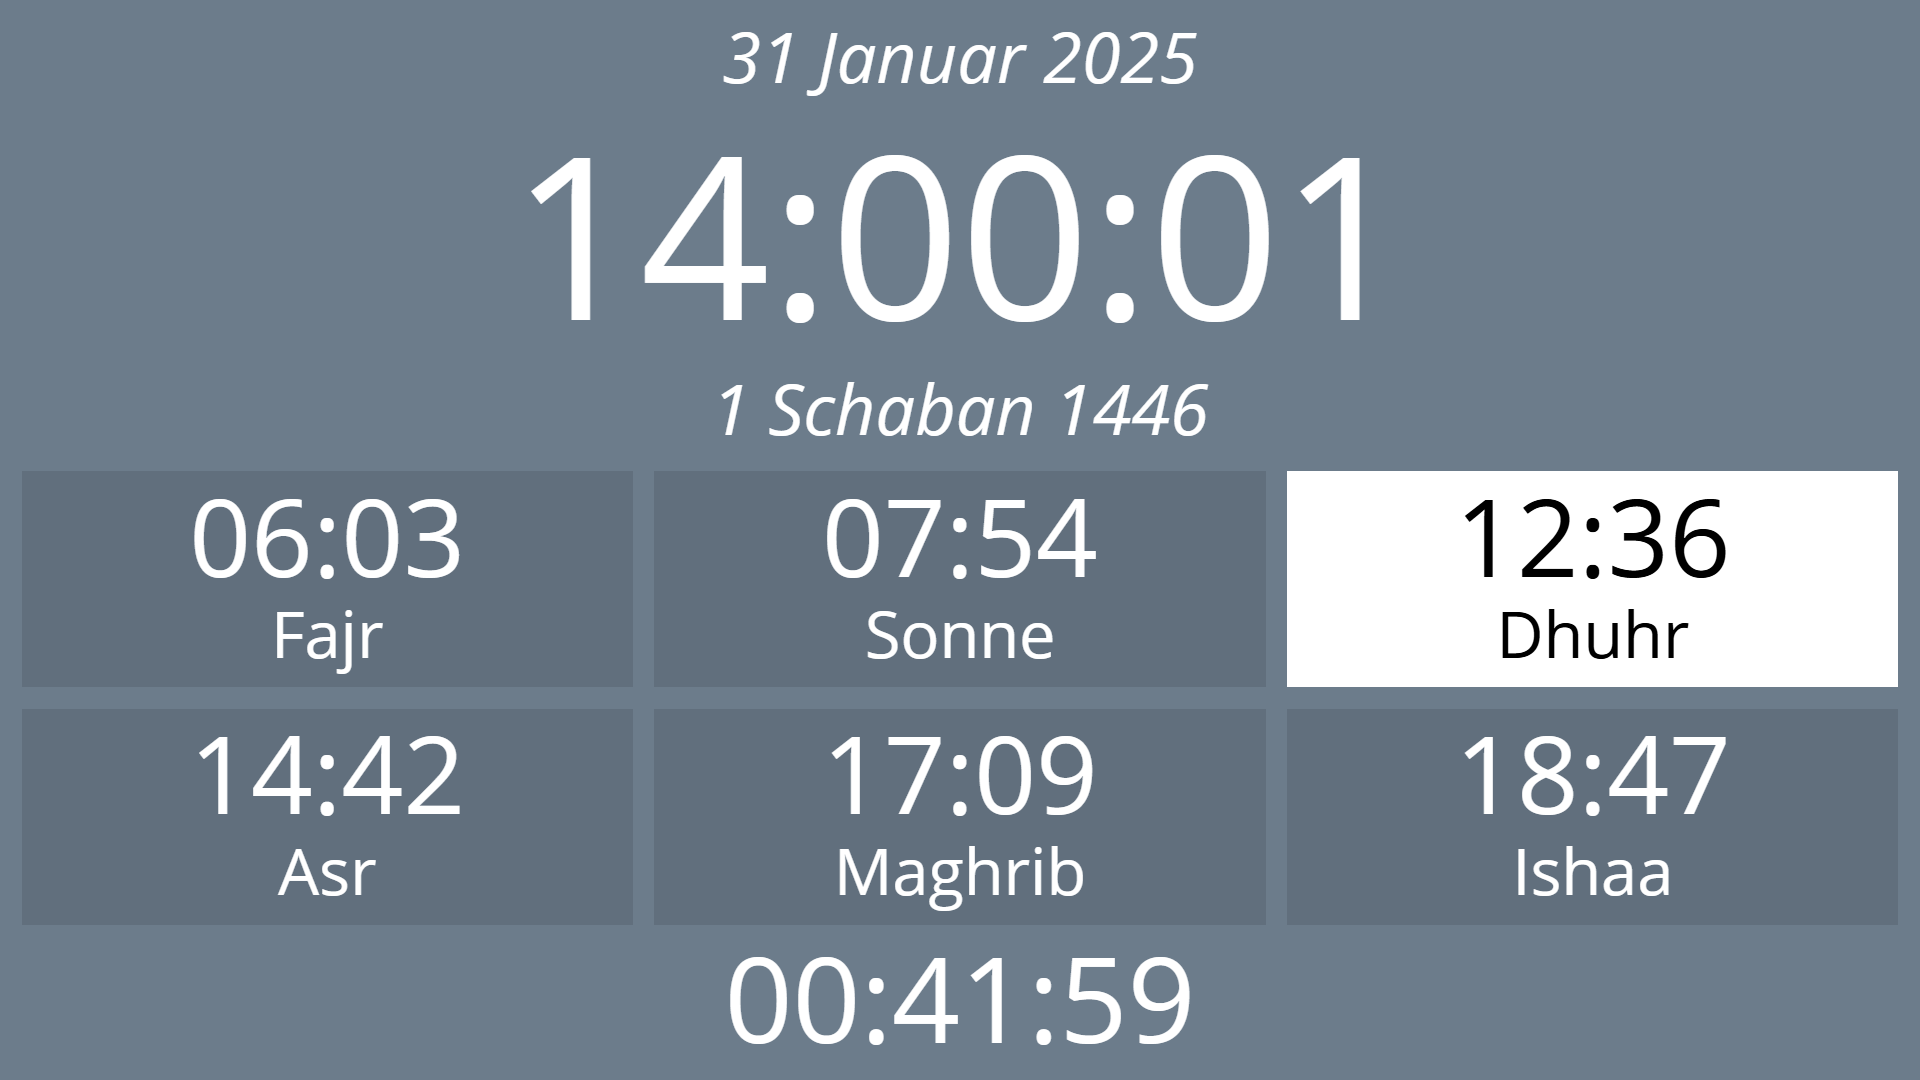 31 Januar 2025
14:00:01
1 Schaban 1446
06:03
Fajr
07:54
Sonne
12:36
Dhuhr
14:42
Asr
17:09
Maghrib
18:47
Ishaa
00:41:59